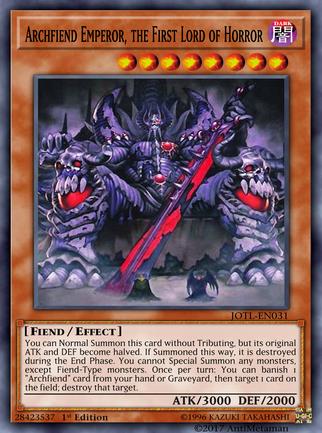 Archfiend Emperor, the First Lord of Horror
DARK
闇
JOTL-EN031
[Fiend / Effect]
You can Normal Summon this card without Tributing, but its original
ATK and DEF become halved. If Summoned this way, it is destroyed
during the End Phase. You cannot Special Summon any monsters,
except Fiend-Type monsters. Once per turn: You can banish 1
"Archfiend" card from your hand or Graveyard, then target 1 card on
the field; destroy that target.
ATK/3000 DEF/2000
28423537 1st Edition ©1996 KAZUKI TAKAHASHI
©2017 AntiMetaman